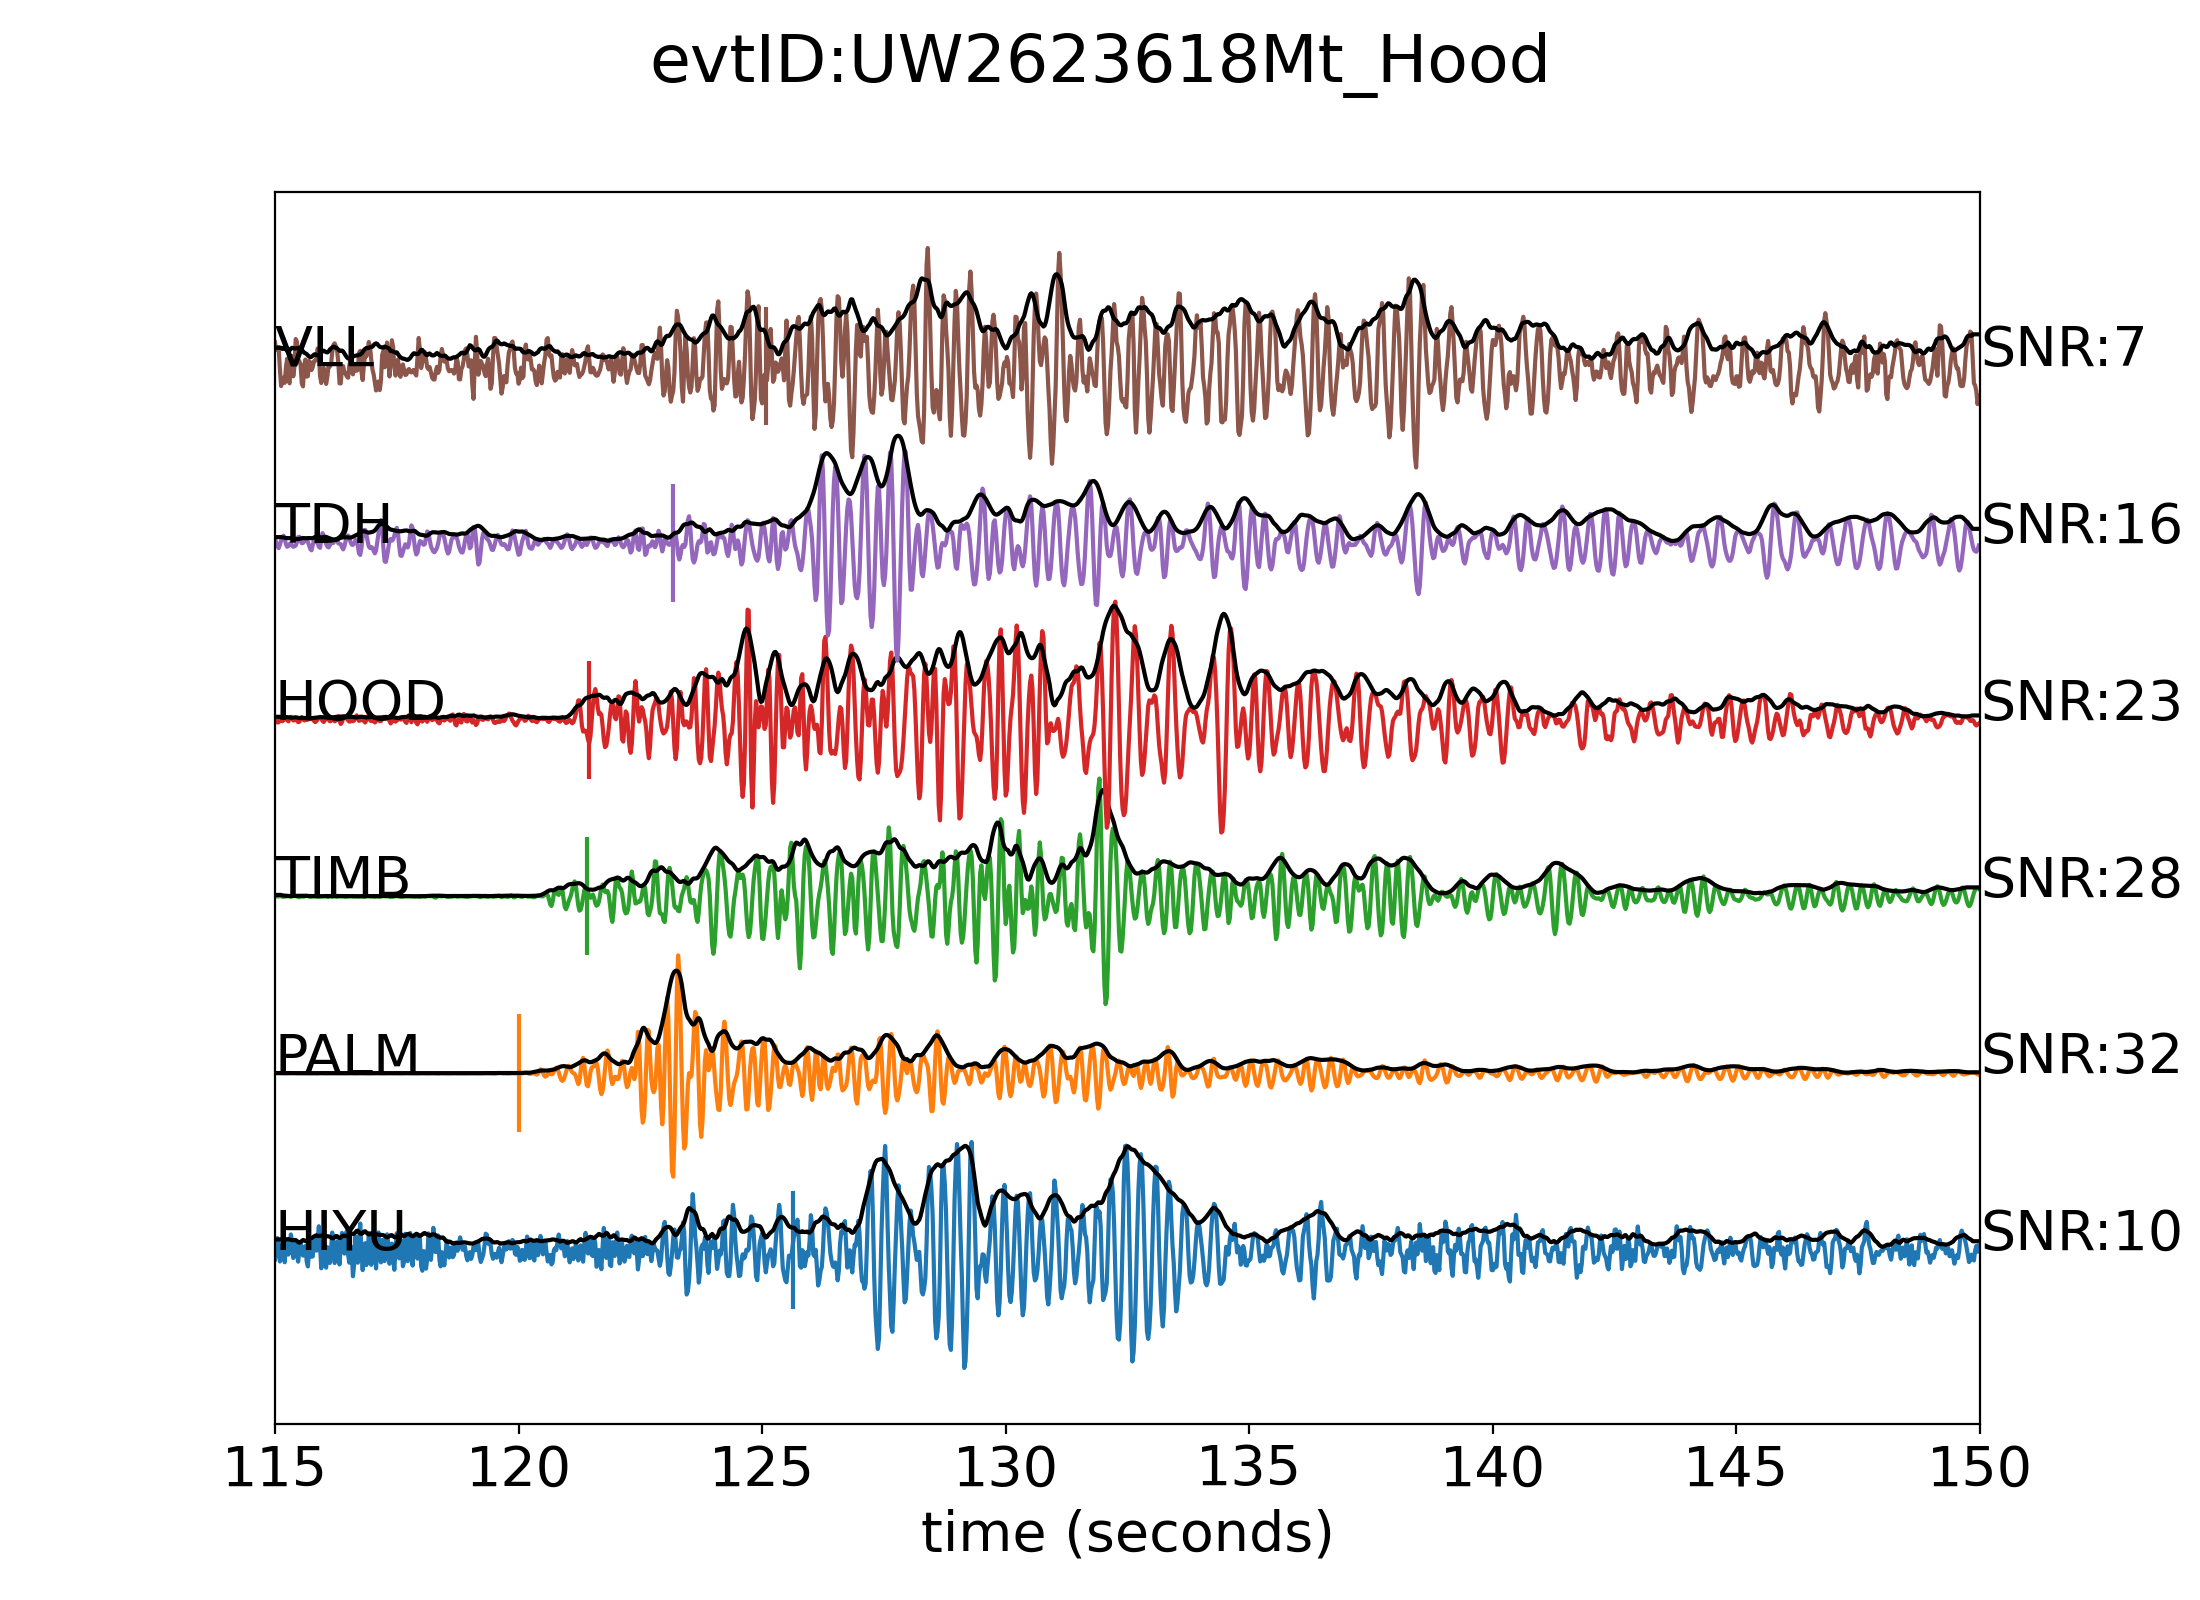 evtID:UW2623618Mt_Hood
VLL SNR:7
TDH SNR:16
HOOD SNR:23
TIMB SNR:28
PALM SNR:32
HIYU SNR:10
115 120 125 130 135 140 145 150
time (seconds)